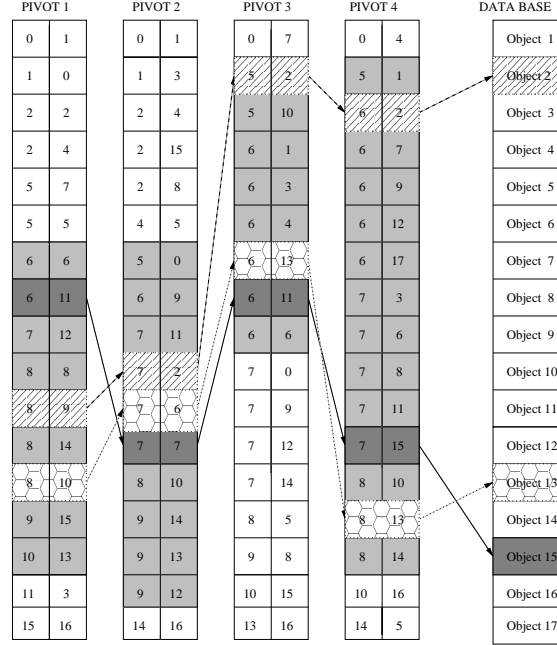 PIVOT 1 PIVOT 2 PIVOT 3 PIVOT 4 DATA BASE
0 1 0 1 0 7 0 4 Object 1
1 0 1 3 5 2 5 1 Object 2
2 2 2 4 5 10 6 2 Object 3
2 4 2 15 6 1 6 7 Object 4
5 7 2 8 6 3 6 9 Object 5
5 5 4 5 6 4 6 12 Object 6
6 6 5 0 6 13 6 17 Object 7
6 11 6 9 6 11 7 3 Object 8
7 12 7 11 6 6 7 6 Object 9
8 8 7 2 7 0 7 8 Object 10
8 9 7 6 7 9 7 11 Object 11
8 14 7 7 7 12 7 15 Object 12
8 10 8 10 7 14 8 10 Object 13
9 15 9 14 8 5 8 13 Object 14
10 13 9 13 9 8 8 14 Object 15
11 3 9 12 10 15 10 16 Object 16
15 16 14 16 13 16 14 5 Object 17